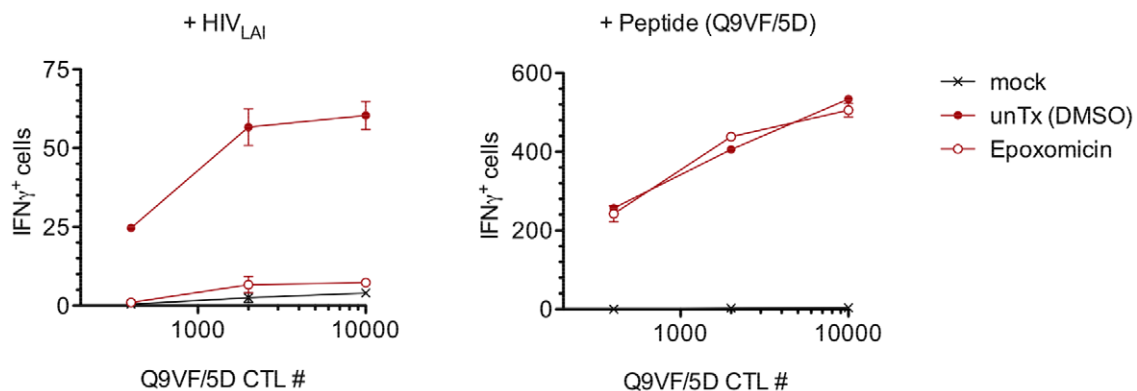 + HIV_LAI
+ Peptide (Q9VF/5D)
IFNγ⁺ cells
75
50
25
0
1000
10000
Q9VF/5D CTL #
IFNγ⁺ cells
600
400
200
0
1000
10000
Q9VF/5D CTL #
mock
unTx (DMSO)
Epoxomicin